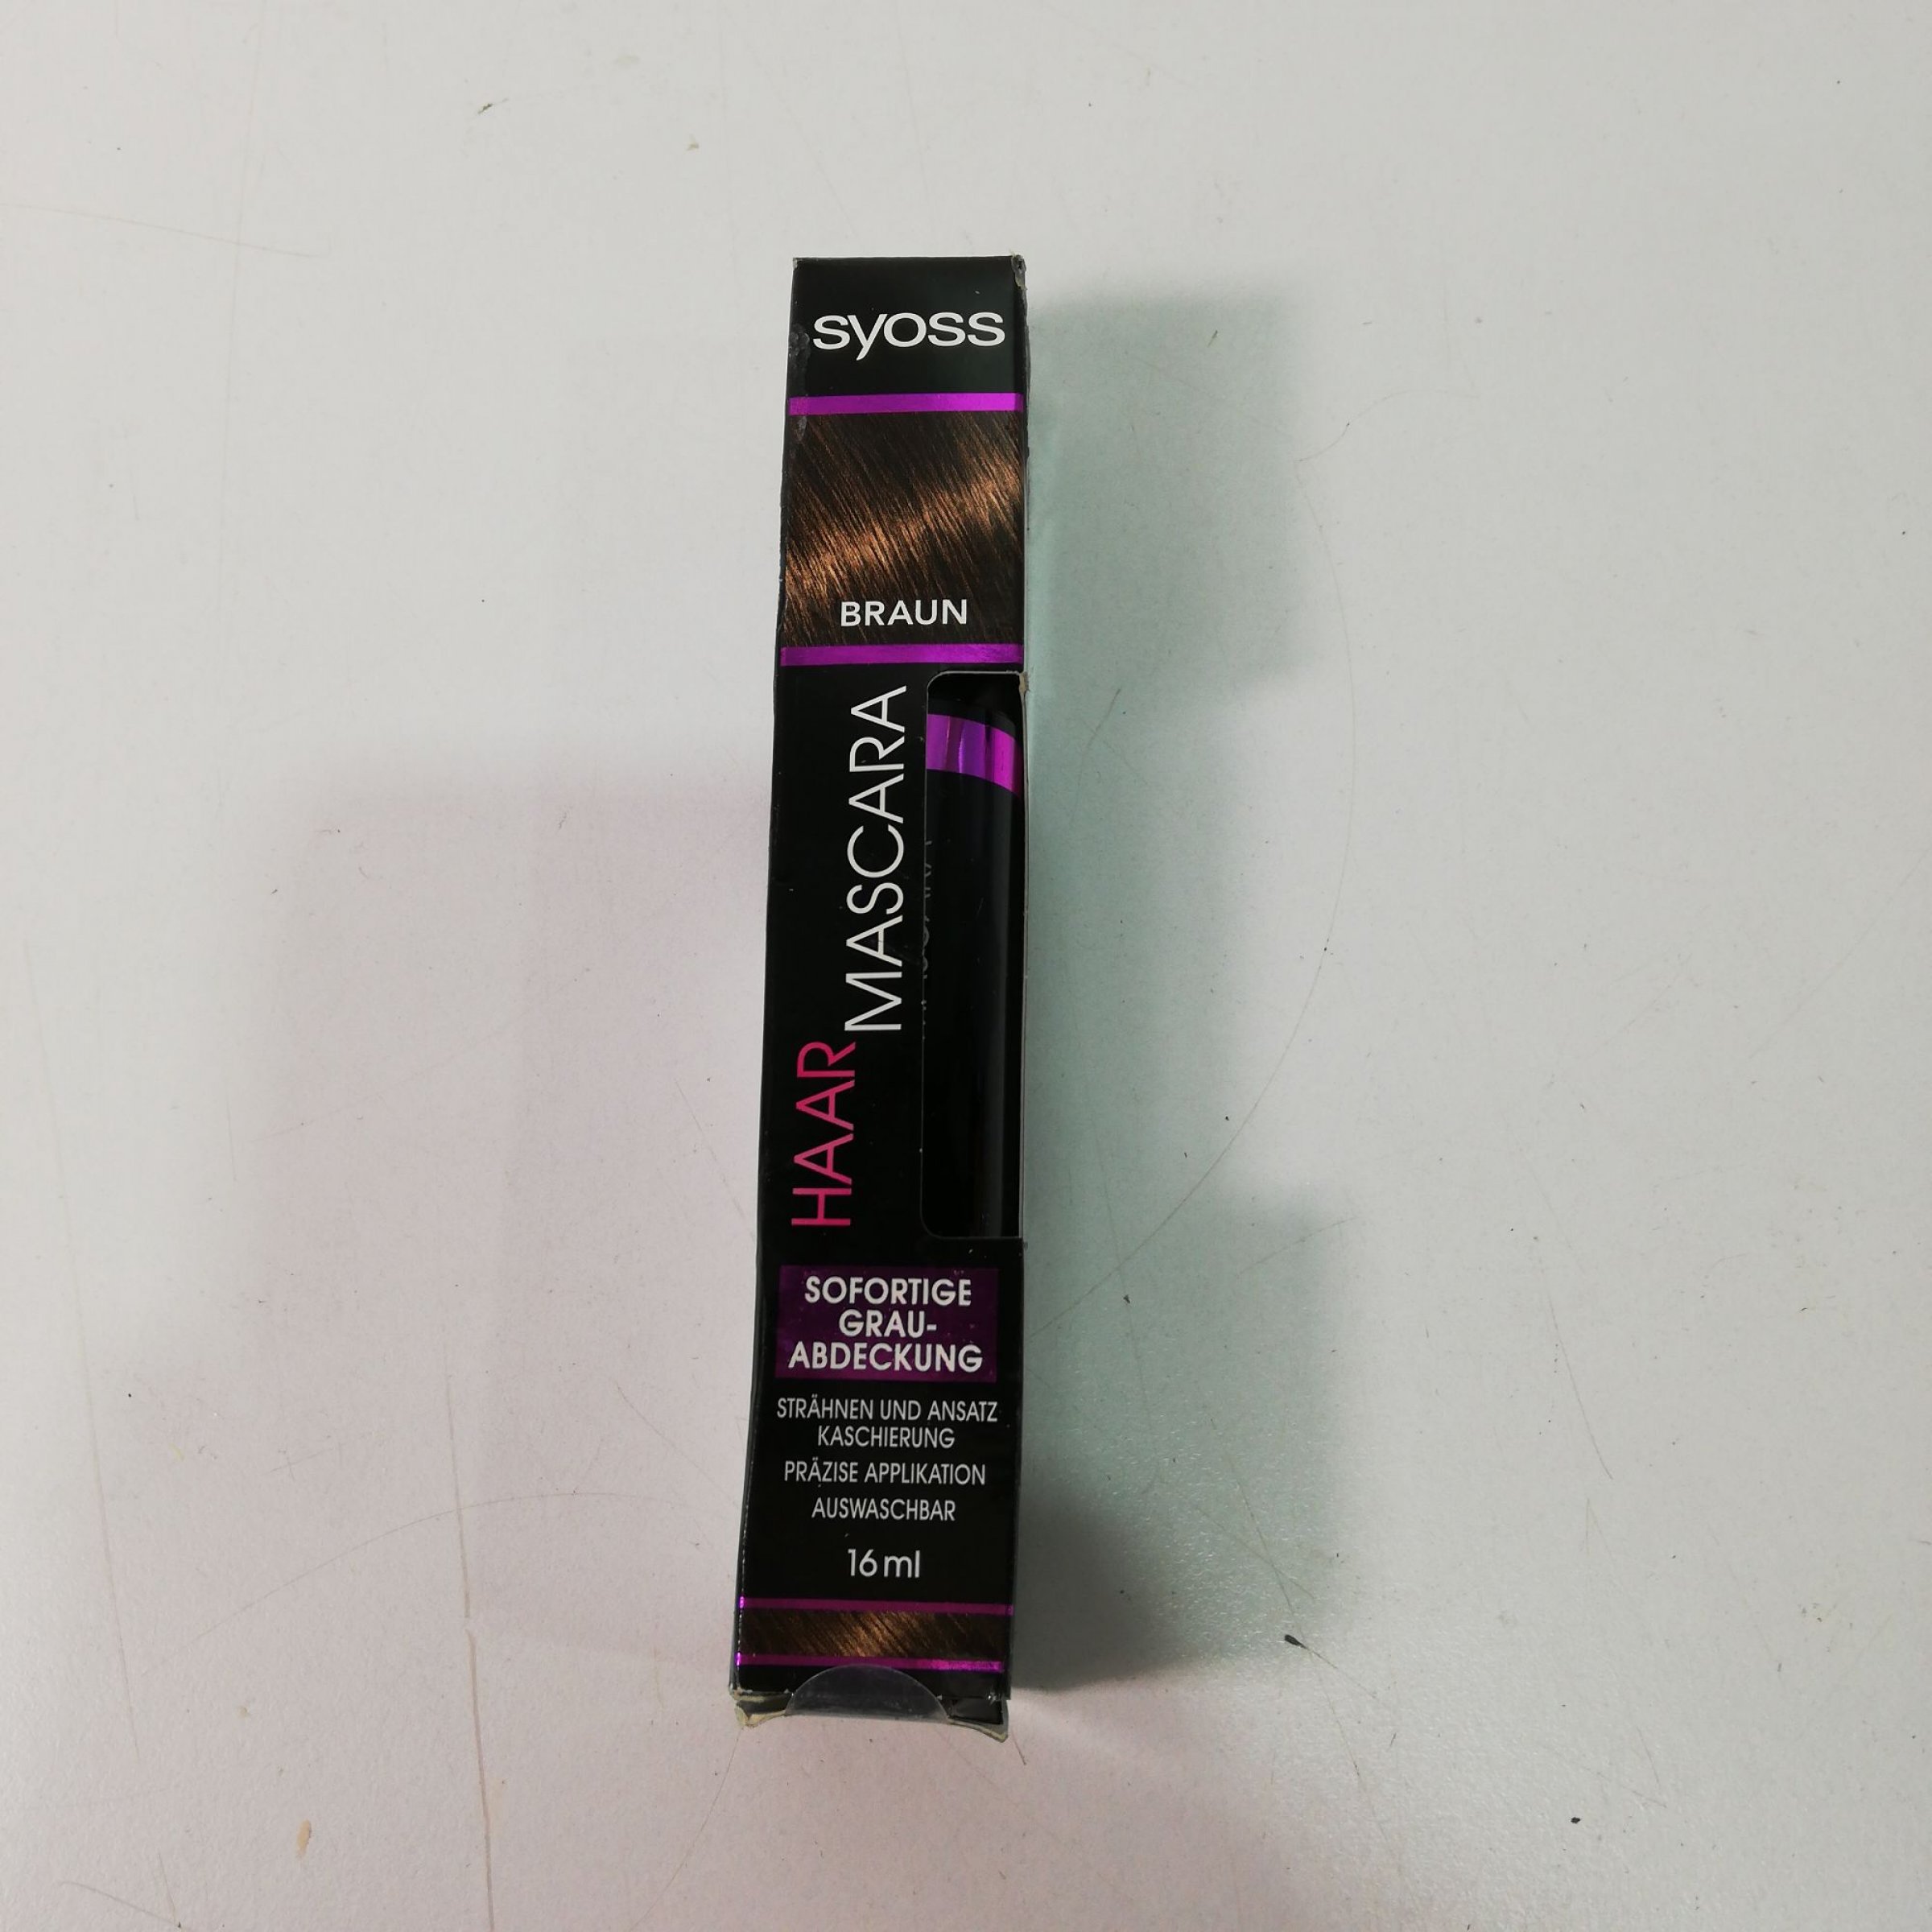 syoss
BRAUN
HAAR
MASCARA
SOFORTIGE
GRAU-
ABDECKUNG
STRÄHNEN UND ANSATZ
KASCHIERUNG
PRÄZISE APPLIKATION
AUSWASCHBAR
16 ml